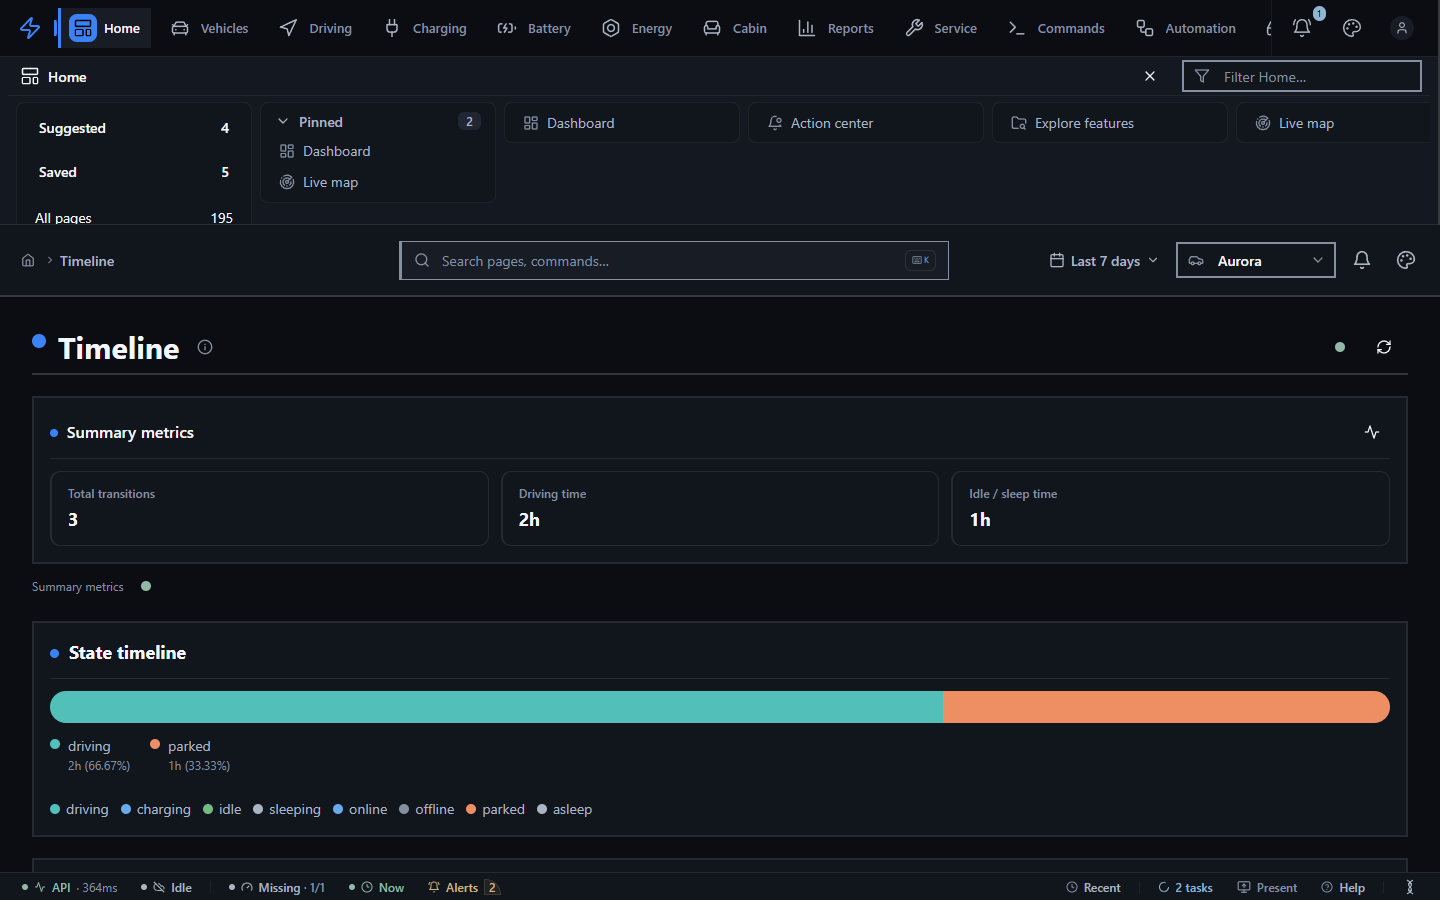 Home Vehicles Driving Charging Battery Energy Cabin Reports Service Commands Automation 1
Home Filter Home...
Suggested 4
Saved 5
All pages 195
Pinned 2
Dashboard
Live map
Dashboard
Action center
Explore features
Live map
Timeline Search pages, commands... K Last 7 days Aurora
Timeline
Summary metrics
Total transitions
3
Driving time
2h
Idle / sleep time
1h
Summary metrics
State timeline
driving
2h (66.67%)
parked
1h (33.33%)
driving charging idle sleeping online offline parked asleep
API · 364ms Idle Missing · 1/1 Now Alerts 2 Recent 2 tasks Present Help